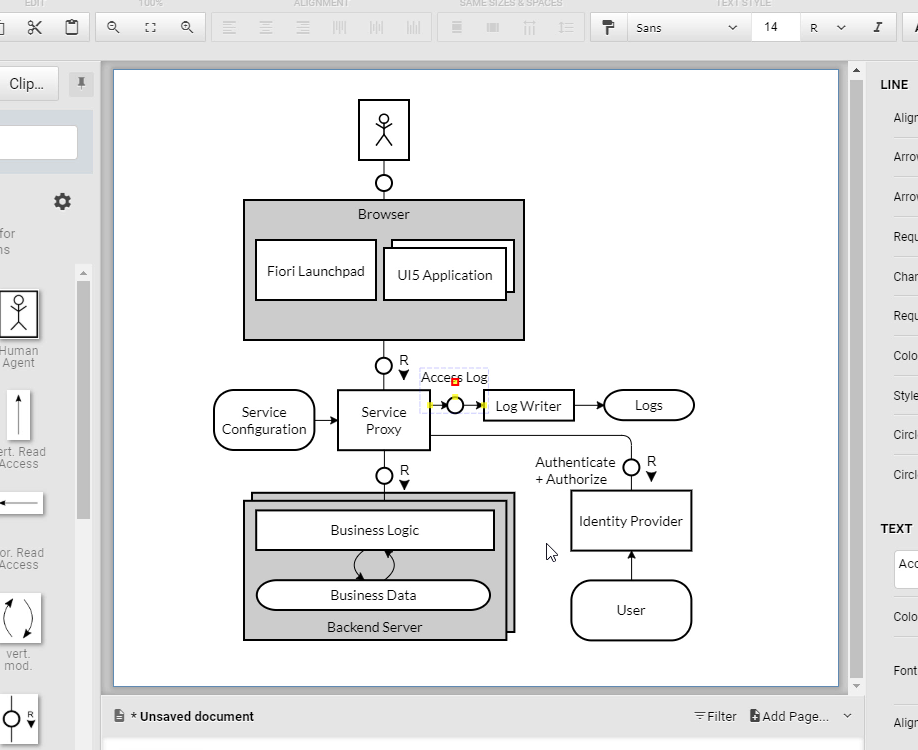 EDIT
100%
ALIGNMENT
SAME SIZES & SPACES
TEXT STYLE
Sans
14
R
I
Clip...
for
ns
Human
Agent
ert. Read
Access
or. Read
Access
vert.
mod.
R
Browser
Fiori Launchpad
UI5 Application
R
Access Log
Service
Configuration
Service
Proxy
Log Writer
Logs
R
Authenticate
+ Authorize
R
Business Logic
Identity Provider
Business Data
User
Backend Server
LINE
Align
Arrow
Arrow
Requ
Char
Requ
Colo
Style
Circl
Circl
TEXT
Acc
Colo
Font
Align
* Unsaved document
Filter
Add Page...